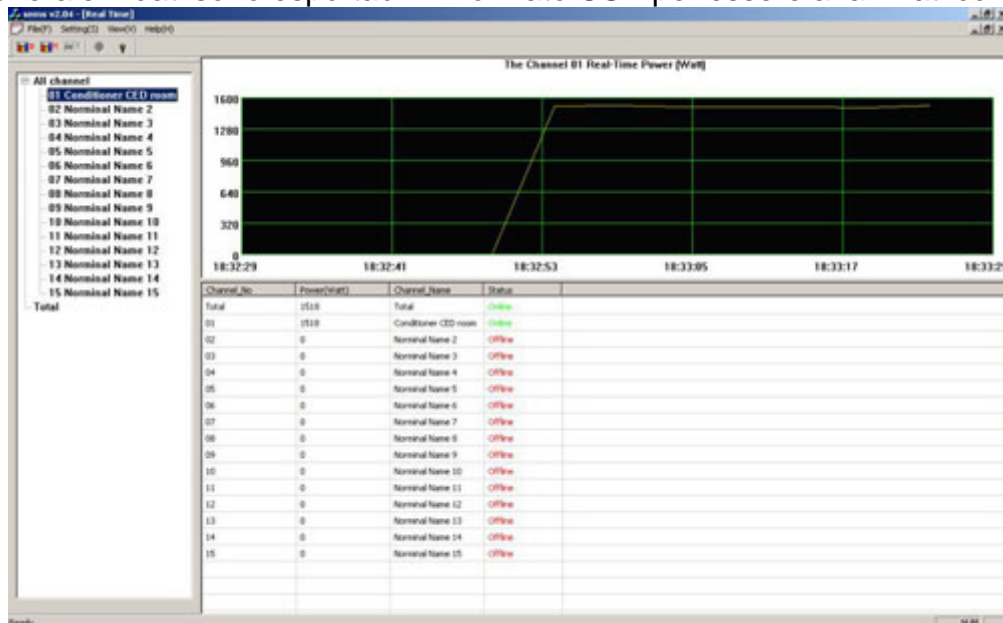 smms v2.04 - [Real Time]
File(F) Setting(S) View(V) Help(H)
All channel
01 Conditioner CED room
02 Norminal Name 2
03 Norminal Name 3
04 Norminal Name 4
05 Norminal Name 5
06 Norminal Name 6
07 Norminal Name 7
08 Norminal Name 8
09 Norminal Name 9
10 Norminal Name 10
11 Norminal Name 11
12 Norminal Name 12
13 Norminal Name 13
14 Norminal Name 14
15 Norminal Name 15
Total
The Channel 01 Real-Time Power (Watt)
1600
1280
960
640
320
0
18:32:29 18:32:41 18:32:53 18:33:05 18:33:17 18:33:29
Channel_No Power(Watt) Channel_Name Status
Total 1510 Total Online
01 1510 Conditioner CED room Online
02 0 Norminal Name 2 Offline
03 0 Norminal Name 3 Offline
04 0 Norminal Name 4 Offline
05 0 Norminal Name 5 Offline
06 0 Norminal Name 6 Offline
07 0 Norminal Name 7 Offline
08 0 Norminal Name 8 Offline
09 0 Norminal Name 9 Offline
10 0 Norminal Name 10 Offline
11 0 Norminal Name 11 Offline
12 0 Norminal Name 12 Offline
13 0 Norminal Name 13 Offline
14 0 Norminal Name 14 Offline
15 0 Norminal Name 15 Offline